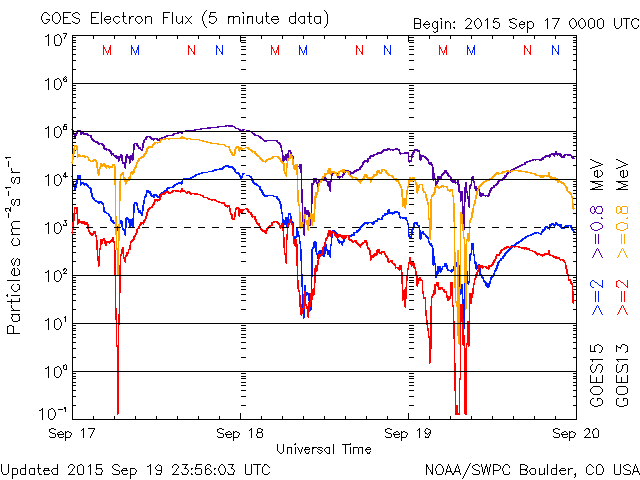 GOES Electron Flux (5 minute data)
Begin: 2015 Sep 17 0000 UTC
M M N N M M N N M M N N
10⁷
10⁶
10⁵
10⁴
10³
10²
10¹
10⁰
10⁻¹
Particles cm⁻²s⁻¹sr⁻¹
GOES15 >=2 >=0.8 MeV
GOES13 >=2 >=0.8 MeV
Sep 17 Sep 18 Sep 19 Sep 20
Universal Time
Updated 2015 Sep 19 23:56:03 UTC
NOAA/SWPC Boulder, CO USA